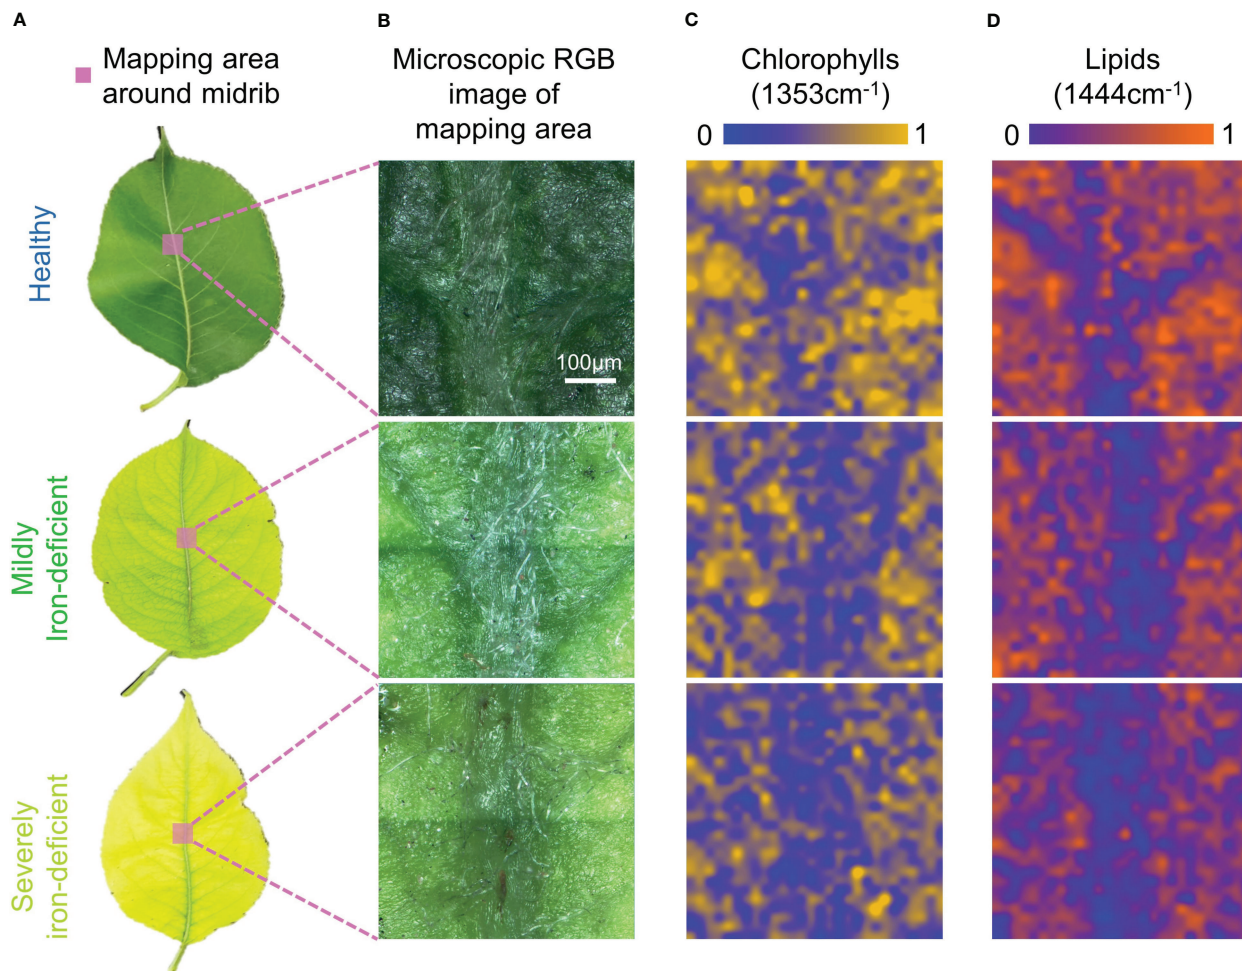 A
B
C
D
Mapping area
around midrib
Microscopic RGB
image of
mapping area
Chlorophylls
(1353cm⁻¹)
0 1
Lipids
(1444cm⁻¹)
0 1
Healthy
100μm
Mildly
Iron-deficient
Severely
iron-deficient